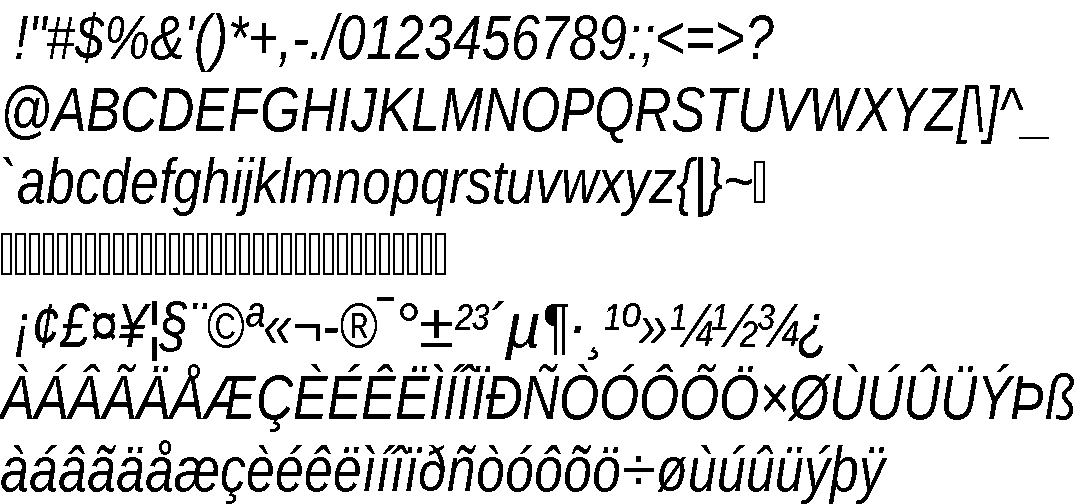 !"#$%&'()*+,-./0123456789:;<=>?
@ABCDEFGHIJKLMNOPQRSTUVWXYZ[\]^_
`abcdefghijklmnopqrstuvwxyz{|}~
¡¢£¤¥¦§¨©ª«¬-®¯°±²³´µ¶·¸¹º»¼½¾¿
ÀÁÂÃÄÅÆÇÈÉÊËÌÍÎÏÐÑÒÓÔÕÖ×ØÙÚÛÜÝÞß
àáâãäåæçèéêëìíîïðñòóôõö÷øùúûüýþÿ